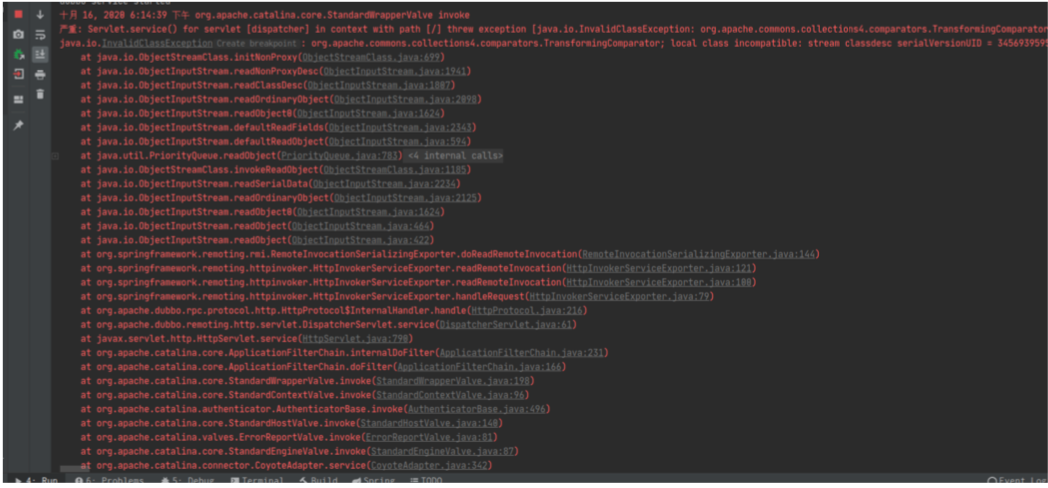 Dubbo service started
十月 16, 2020 6:14:39 下午 org.apache.catalina.core.StandardWrapperValve invoke
严重: Servlet.service() for servlet [dispatcher] in context with path [/] threw exception [java.io.InvalidClassException: org.apache.commons.collections4.comparators.TransformingComparator
java.io.InvalidClassException Create breakpoint : org.apache.commons.collections4.comparators.TransformingComparator; local class incompatible: stream classdesc serialVersionUID = 3456939595
at java.io.ObjectStreamClass.initNonProxy(ObjectStreamClass.java:699)
at java.io.ObjectInputStream.readNonProxyDesc(ObjectInputStream.java:1941)
at java.io.ObjectInputStream.readClassDesc(ObjectInputStream.java:1807)
at java.io.ObjectInputStream.readOrdinaryObject(ObjectInputStream.java:2098)
at java.io.ObjectInputStream.readObject0(ObjectInputStream.java:1624)
at java.io.ObjectInputStream.defaultReadFields(ObjectInputStream.java:2343)
at java.io.ObjectInputStream.defaultReadObject(ObjectInputStream.java:594)
at java.util.PriorityQueue.readObject(PriorityQueue.java:783) <4 internal calls>
at java.io.ObjectStreamClass.invokeReadObject(ObjectStreamClass.java:1185)
at java.io.ObjectInputStream.readSerialData(ObjectInputStream.java:2234)
at java.io.ObjectInputStream.readOrdinaryObject(ObjectInputStream.java:2125)
at java.io.ObjectInputStream.readObject0(ObjectInputStream.java:1624)
at java.io.ObjectInputStream.readObject(ObjectInputStream.java:464)
at java.io.ObjectInputStream.readObject(ObjectInputStream.java:422)
at org.springframework.remoting.rmi.RemoteInvocationSerializingExporter.doReadRemoteInvocation(RemoteInvocationSerializingExporter.java:144)
at org.springframework.remoting.httpinvoker.HttpInvokerServiceExporter.readRemoteInvocation(HttpInvokerServiceExporter.java:121)
at org.springframework.remoting.httpinvoker.HttpInvokerServiceExporter.readRemoteInvocation(HttpInvokerServiceExporter.java:100)
at org.springframework.remoting.httpinvoker.HttpInvokerServiceExporter.handleRequest(HttpInvokerServiceExporter.java:79)
at org.apache.dubbo.rpc.protocol.http.HttpProtocol$InternalHandler.handle(HttpProtocol.java:216)
at org.apache.dubbo.remoting.http.servlet.DispatcherServlet.service(DispatcherServlet.java:61)
at javax.servlet.http.HttpServlet.service(HttpServlet.java:790)
at org.apache.catalina.core.ApplicationFilterChain.internalDoFilter(ApplicationFilterChain.java:231)
at org.apache.catalina.core.ApplicationFilterChain.doFilter(ApplicationFilterChain.java:166)
at org.apache.catalina.core.StandardWrapperValve.invoke(StandardWrapperValve.java:198)
at org.apache.catalina.core.StandardContextValve.invoke(StandardContextValve.java:96)
at org.apache.catalina.authenticator.AuthenticatorBase.invoke(AuthenticatorBase.java:496)
at org.apache.catalina.core.StandardHostValve.invoke(StandardHostValve.java:140)
at org.apache.catalina.valves.ErrorReportValve.invoke(ErrorReportValve.java:81)
at org.apache.catalina.core.StandardEngineValve.invoke(StandardEngineValve.java:87)
at org.apache.catalina.connector.CoyoteAdapter.service(CoyoteAdapter.java:342)
4: Run 6: Problems 5: Debug Terminal Build Spring TODO Event Log